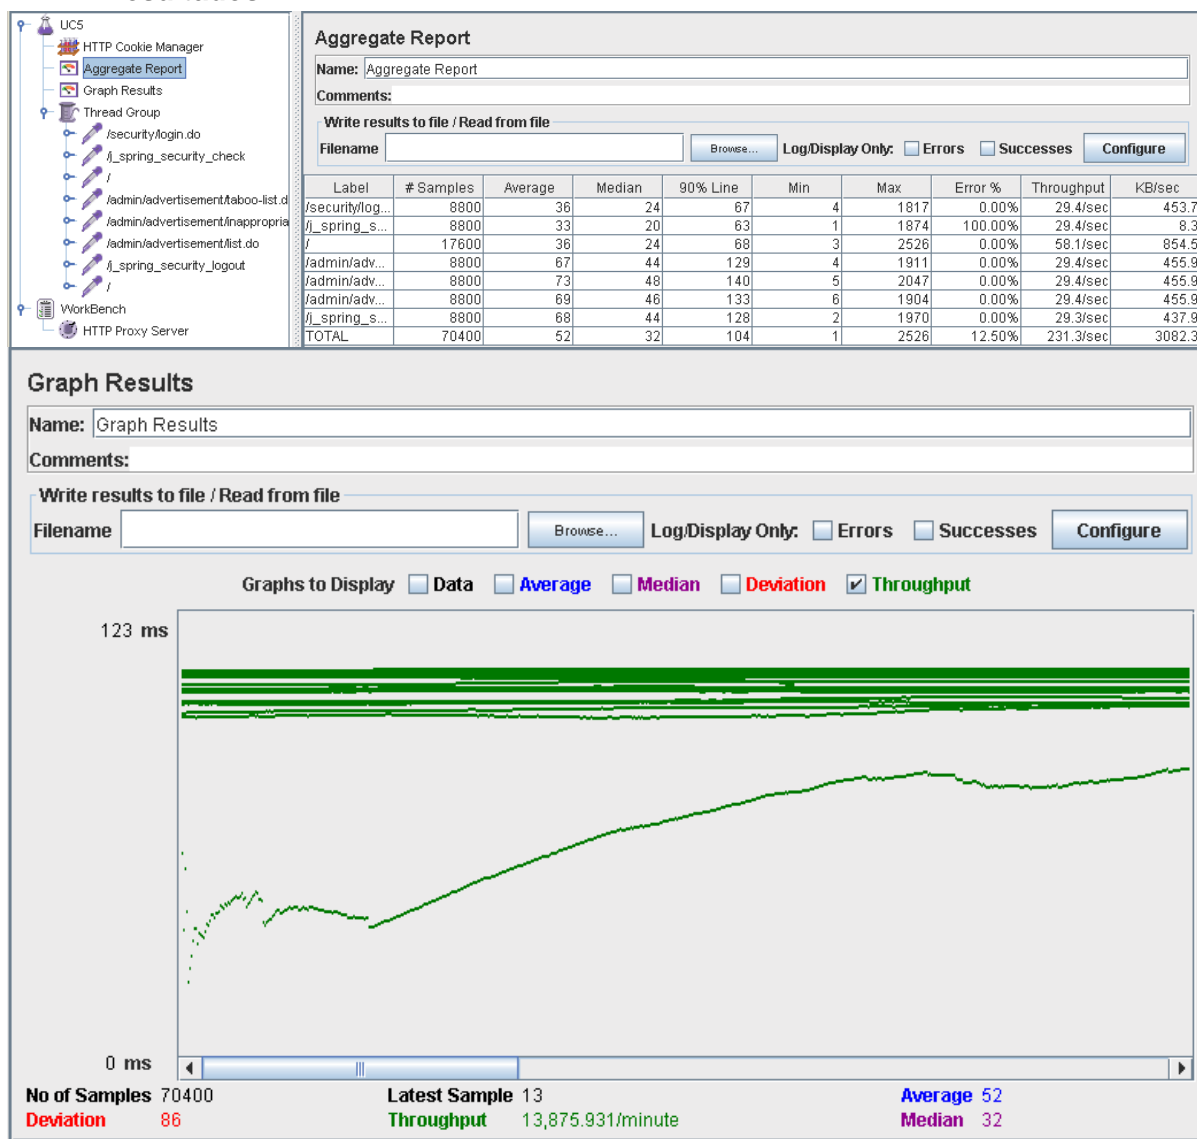 UC5
HTTP Cookie Manager
Aggregate Report
Graph Results
Thread Group
/security/login.do
/j_spring_security_check
/
/admin/advertisement/taboo-list.d
/admin/advertisement/inappropria
/admin/advertisement/list.do
/j_spring_security_logout
/
WorkBench
HTTP Proxy Server
Aggregate Report
Name: Aggregate Report
Comments:
Write results to file / Read from file
Filename Browse... Log/Display Only: Errors Successes Configure
Label # Samples Average Median 90% Line Min Max Error % Throughput KB/sec
/security/log... 8800 36 24 67 4 1817 0.00% 29.4/sec 453.7
/j_spring_s... 8800 33 20 63 1 1874 100.00% 29.4/sec 8.3
/ 17600 36 24 68 3 2526 0.00% 58.1/sec 854.5
/admin/adv... 8800 67 44 129 4 1911 0.00% 29.4/sec 455.9
/admin/adv... 8800 73 48 140 5 2047 0.00% 29.4/sec 455.9
/admin/adv... 8800 69 46 133 6 1904 0.00% 29.4/sec 455.9
/j_spring_s... 8800 68 44 128 2 1970 0.00% 29.3/sec 437.9
TOTAL 70400 52 32 104 1 2526 12.50% 231.3/sec 3082.3
Graph Results
Name: Graph Results
Comments:
Write results to file / Read from file
Filename Browse... Log/Display Only: Errors Successes Configure
Graphs to Display Data Average Median Deviation Throughput
123 ms
0 ms
No of Samples 70400 Latest Sample 13 Average 52
Deviation 86 Throughput 13,875.931/minute Median 32